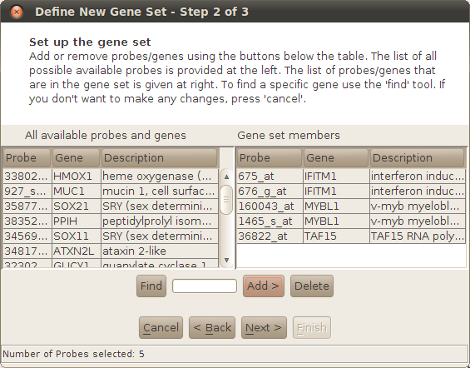 Define New Gene Set - Step 2 of 3
Set up the gene set
Add or remove probes/genes using the buttons below the table. The list of all
possible available probes is provided at the left. The list of probes/genes that
are in the gene set is given at right. To find a specific gene use the 'find' tool. If
you don't want to make any changes, press 'cancel'.
All available probes and genes
Gene set members
Probe Gene Description
33802... HMOX1 heme oxygenase (...
927_s... MUC1 mucin 1, cell surfac...
35877... SOX21 SRY (sex determini...
38352... PPIH peptidylprolyl isom...
34569... SOX11 SRY (sex determini...
34817... ATXN2L ataxin 2-like
32302... GUCY1... guanylate cyclase 1...
Probe Gene Description
675_at IFITM1 interferon induc...
676_g_at IFITM1 interferon induc...
160043_at MYBL1 v-myb myelobl...
1465_s_at MYBL1 v-myb myelobl...
36822_at TAF15 TAF15 RNA poly...
Find Add > Delete
Cancel < Back Next > Finish
Number of Probes selected: 5